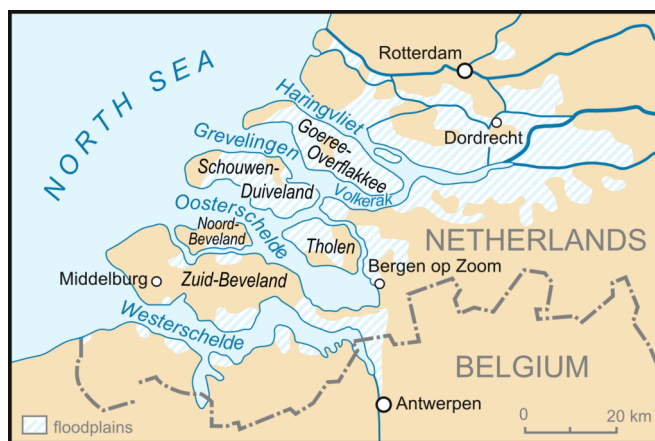 NORTH SEA
Rotterdam
Haringvliet
Dordrecht
Grevelingen
Goeree-
Overflakkee
Schouwen-
Duiveland
Volkerak
Oosterschelde
Noord-
Beveland
Tholen
NETHERLANDS
Middelburg
Zuid-Beveland
Bergen op Zoom
Westerschelde
BELGIUM
Antwerpen
floodplains
0 20 km